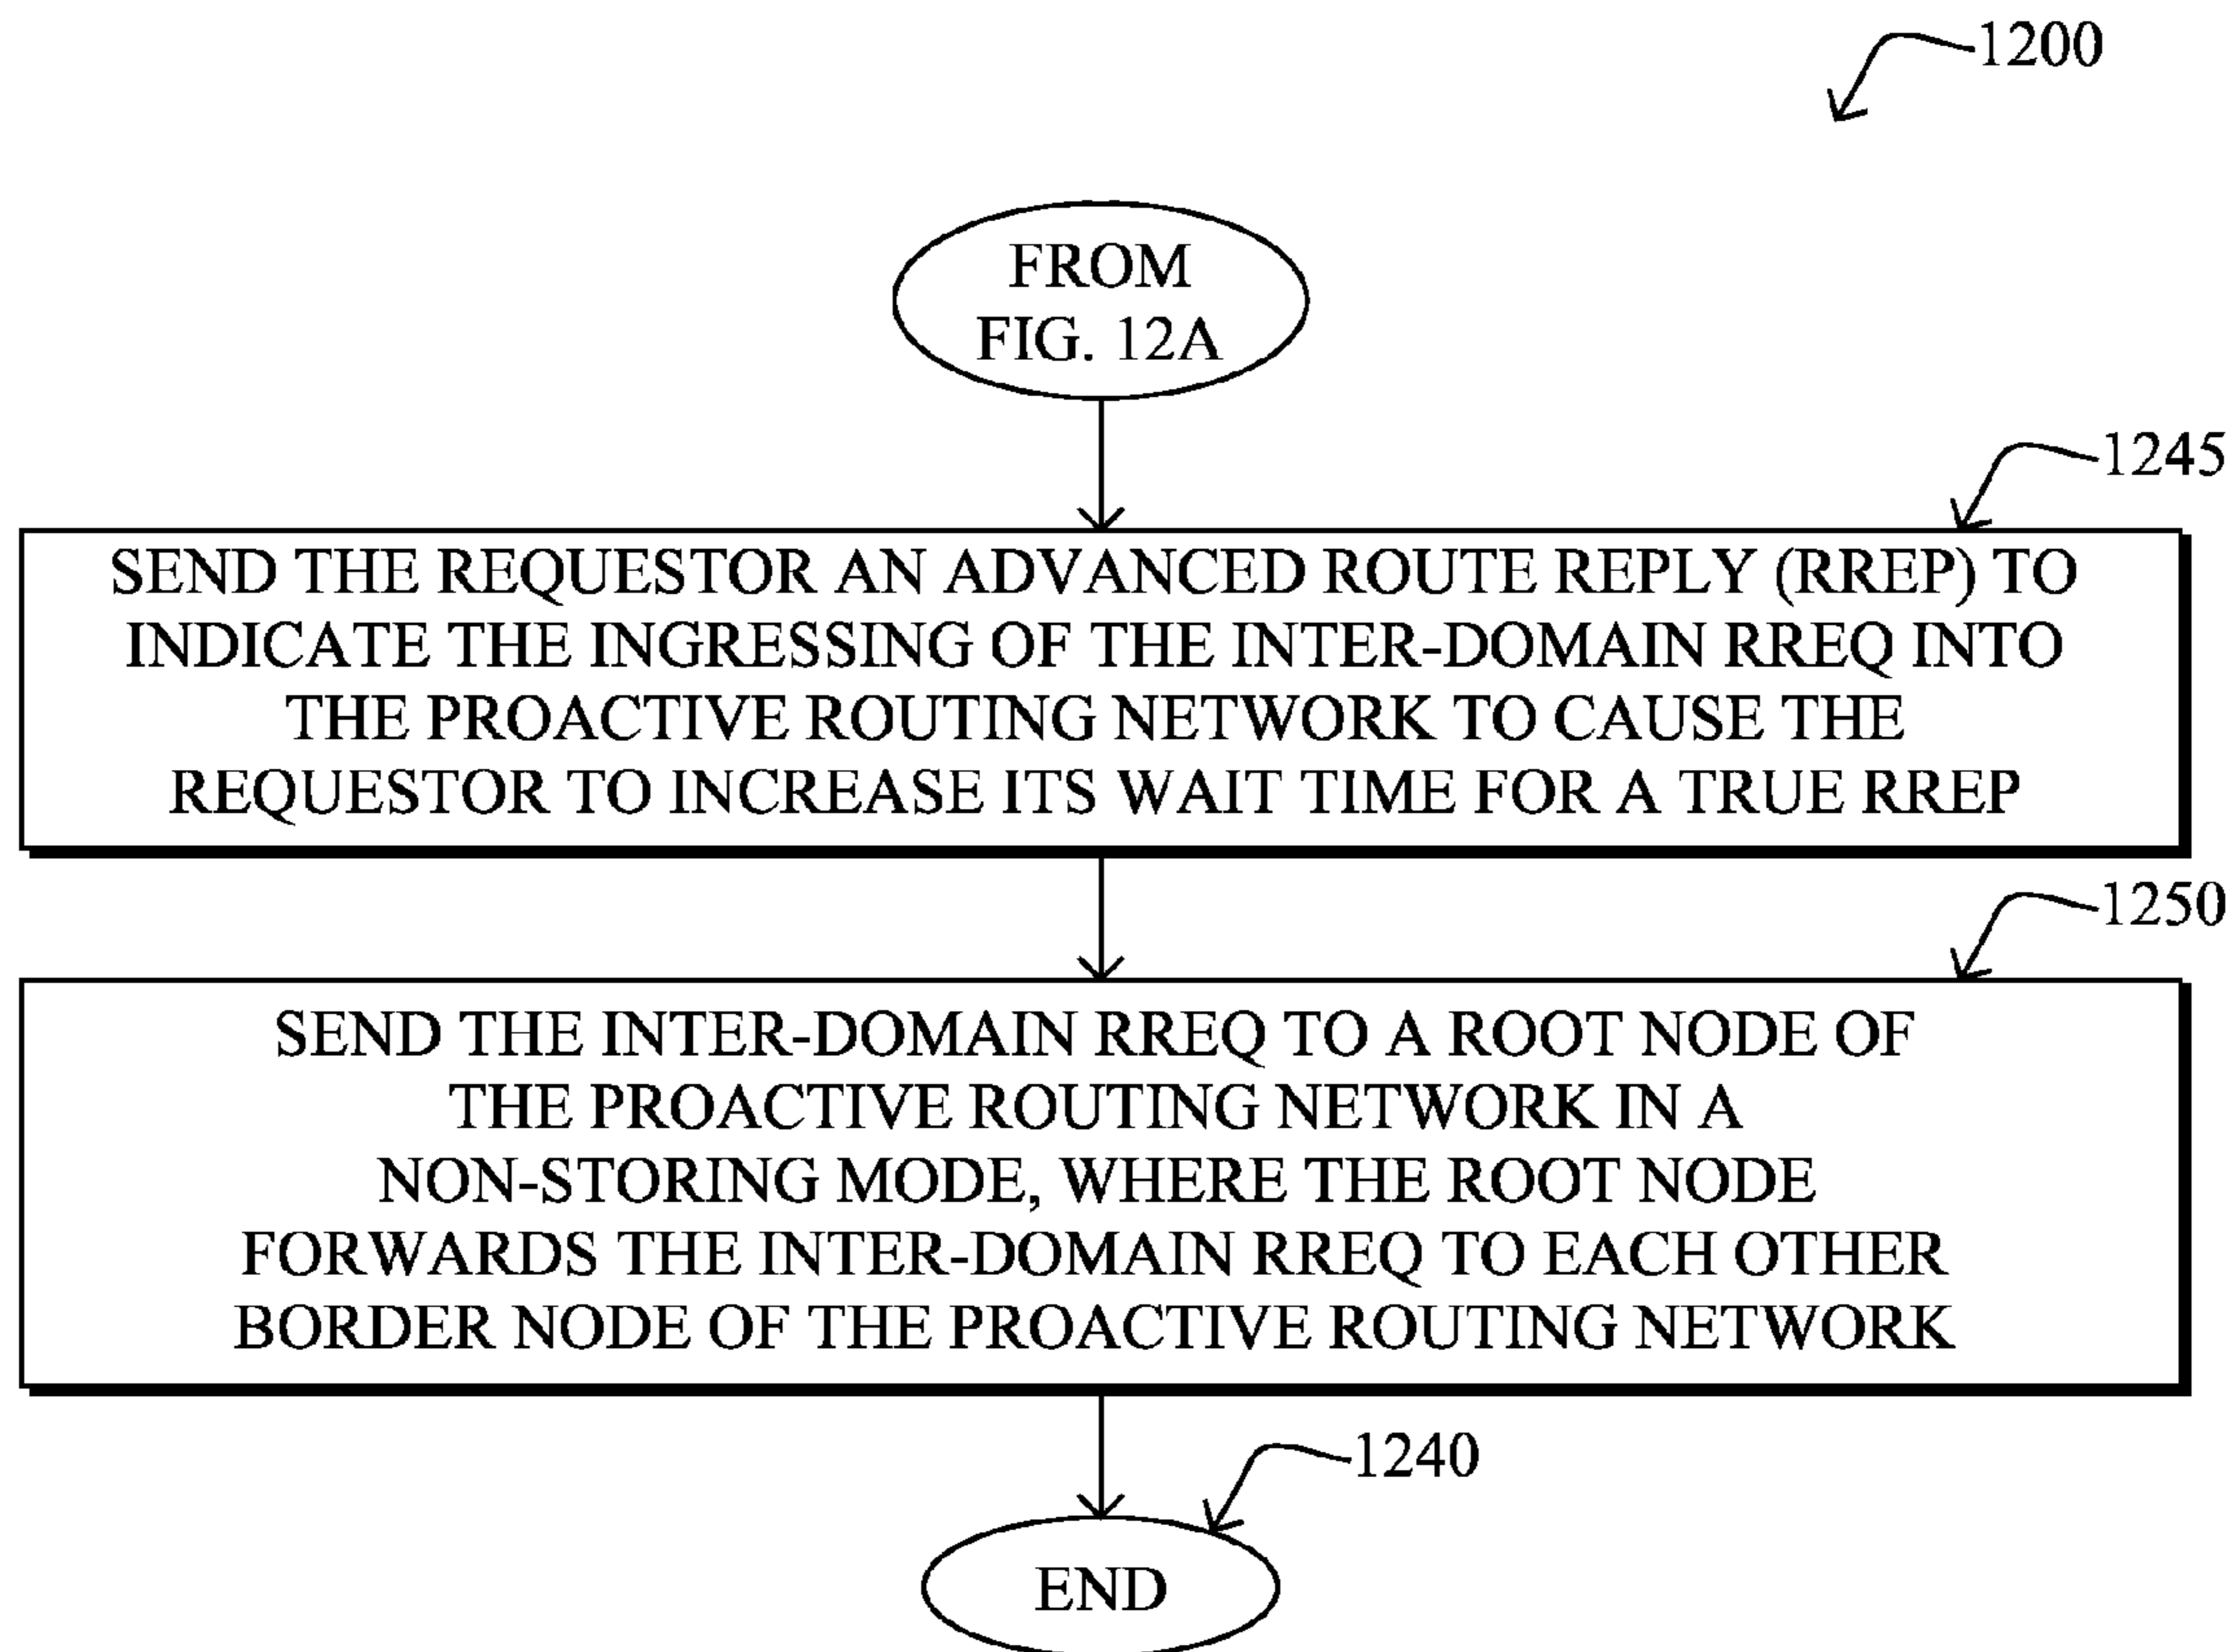 1200
FROM
FIG. 12A
1245
SEND THE REQUESTOR AN ADVANCED ROUTE REPLY (RREP) TO
INDICATE THE INGRESSING OF THE INTER-DOMAIN RREQ INTO
THE PROACTIVE ROUTING NETWORK TO CAUSE THE
REQUESTOR TO INCREASE ITS WAIT TIME FOR A TRUE RREP
1250
SEND THE INTER-DOMAIN RREQ TO A ROOT NODE OF
THE PROACTIVE ROUTING NETWORK IN A
NON-STORING MODE, WHERE THE ROOT NODE
FORWARDS THE INTER-DOMAIN RREQ TO EACH OTHER
BORDER NODE OF THE PROACTIVE ROUTING NETWORK
1240
END